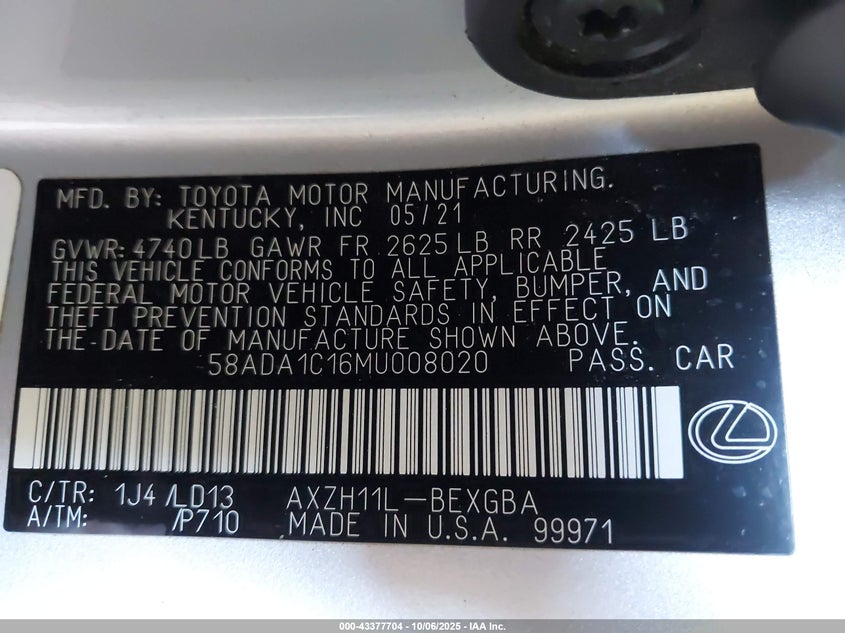 MFD. BY: TOYOTA MOTOR MANUFACTURING.
KENTUCKY, INC 05/21
GVWR: 4740LB GAWR FR 2625 LB RR 2425 LB
THIS VEHICLE CONFORMS TO ALL APPLICABLE
FEDERAL MOTOR VEHICLE SAFETY, BUMPER, AND
THEFT PREVENTION STANDARDS IN EFFECT ON
THE DATE OF MANUFACTURE SHOWN ABOVE.
58ADA1C16MU008020 PASS. CAR
C/TR: 1J4 /LD13 AXZH11L-BEXGBA
A/TM: /P710 MADE IN U.S.A. 99971
000-43377704 - 10/06/2025 - IAA Inc.